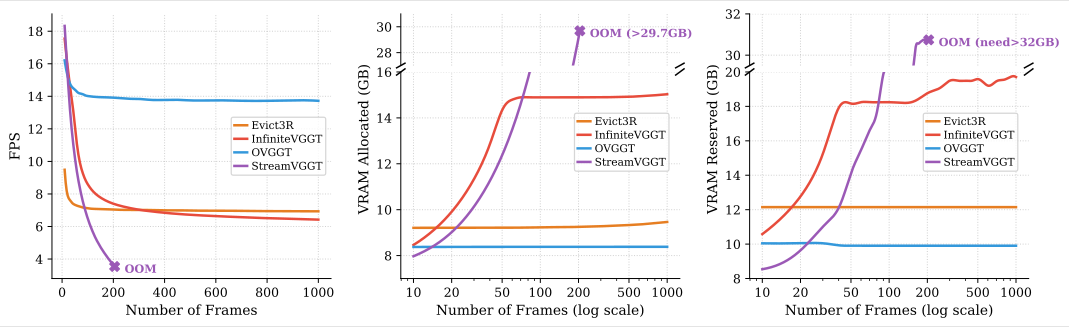 FPS
18
16
14
12
10
8
6
4
0
200
400
600
800
1000
Number of Frames
Evict3R
InfiniteVGGT
OVGGT
StreamVGGT
OOM
VRAM Allocated (GB)
30
28
16
14
12
10
8
10
20
50
100
200
500
1000
Number of Frames (log scale)
OOM (>29.7GB)
Evict3R
InfiniteVGGT
OVGGT
StreamVGGT
VRAM Reserved (GB)
32
30
20
18
16
14
12
10
8
10
20
50
100
200
500
1000
Number of Frames (log scale)
OOM (need>32GB)
Evict3R
InfiniteVGGT
OVGGT
StreamVGGT